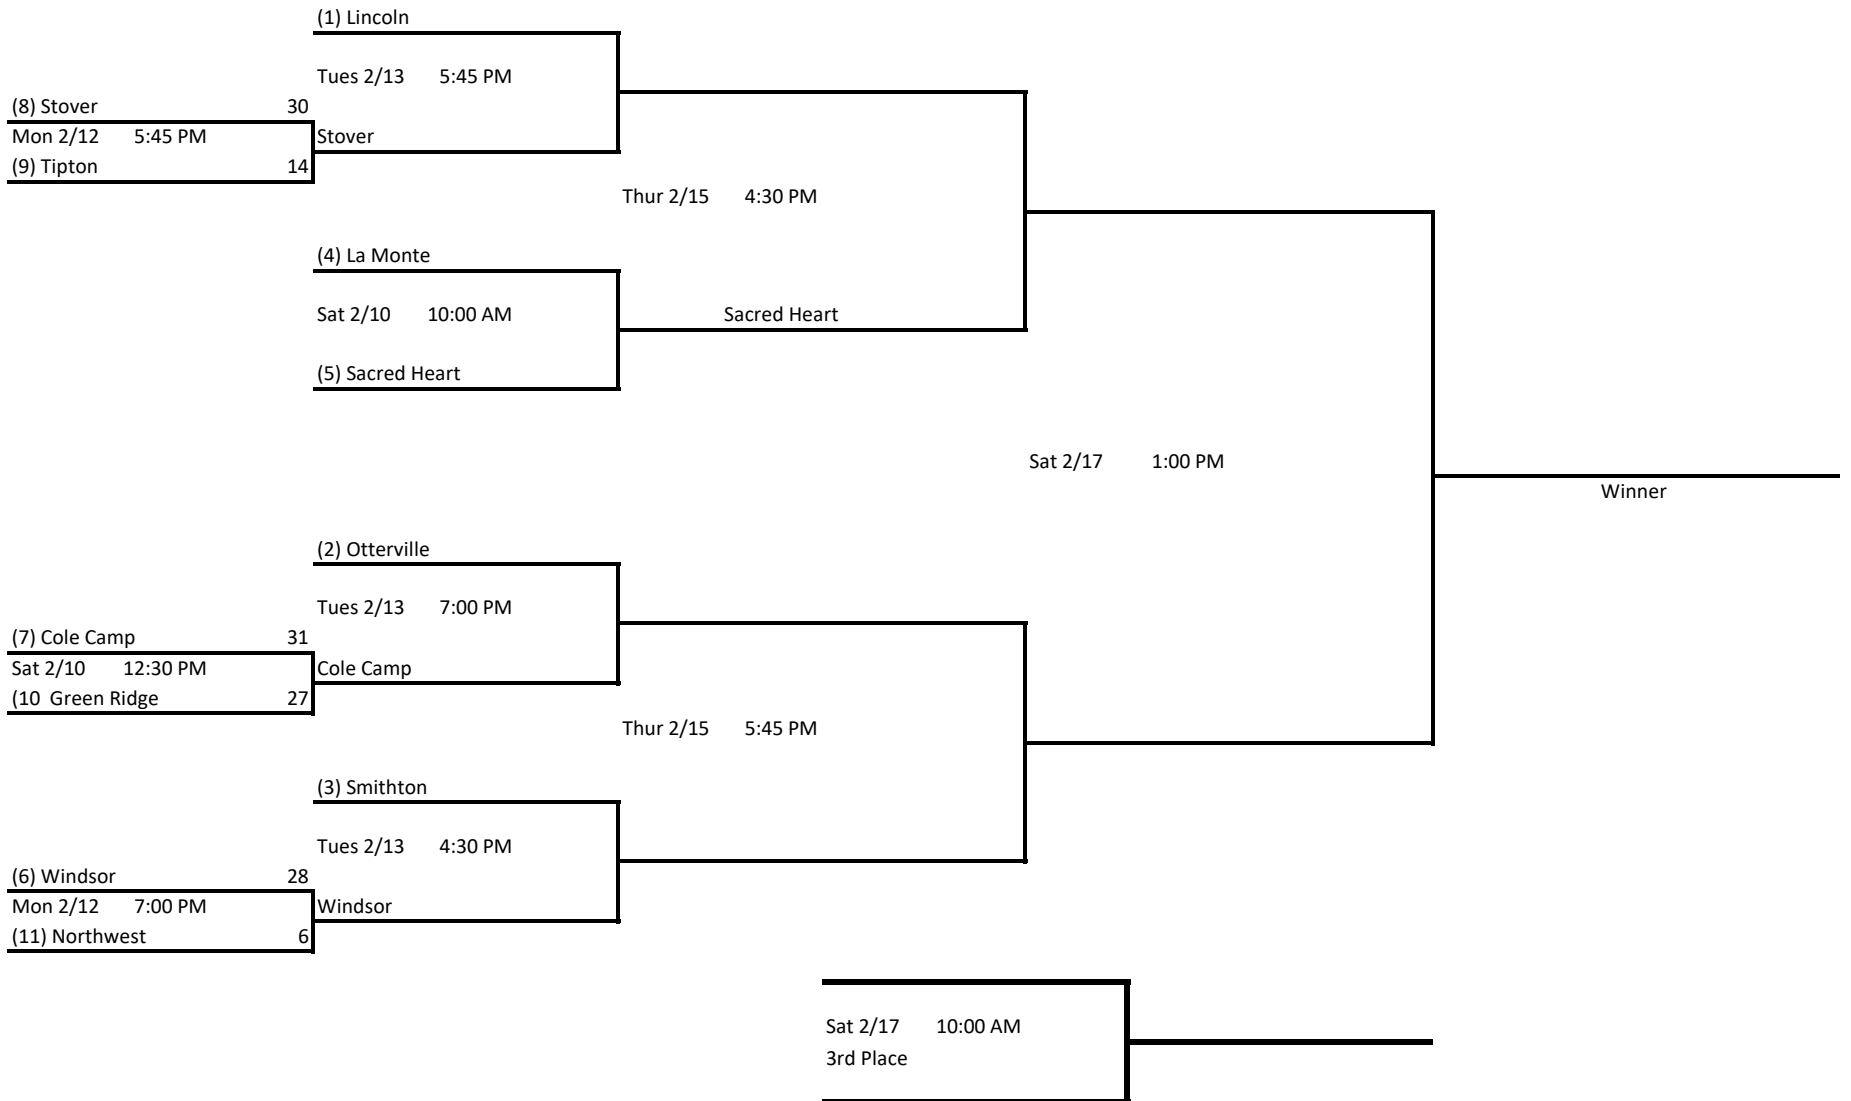 (1) Lincoln
Tues 2/13 5:45 PM
(8) Stover 30
Mon 2/12 5:45 PM
Stover
(9) Tipton 14
Thur 2/15 4:30 PM
(4) La Monte
Sat 2/10 10:00 AM
Sacred Heart
(5) Sacred Heart
Sat 2/17 1:00 PM
Winner
(2) Otterville
Tues 2/13 7:00 PM
(7) Cole Camp 31
Sat 2/10 12:30 PM
Cole Camp
(10 Green Ridge 27
Thur 2/15 5:45 PM
(3) Smithton
Tues 2/13 4:30 PM
(6) Windsor 28
Mon 2/12 7:00 PM
Windsor
(11) Northwest 6
Sat 2/17 10:00 AM
3rd Place